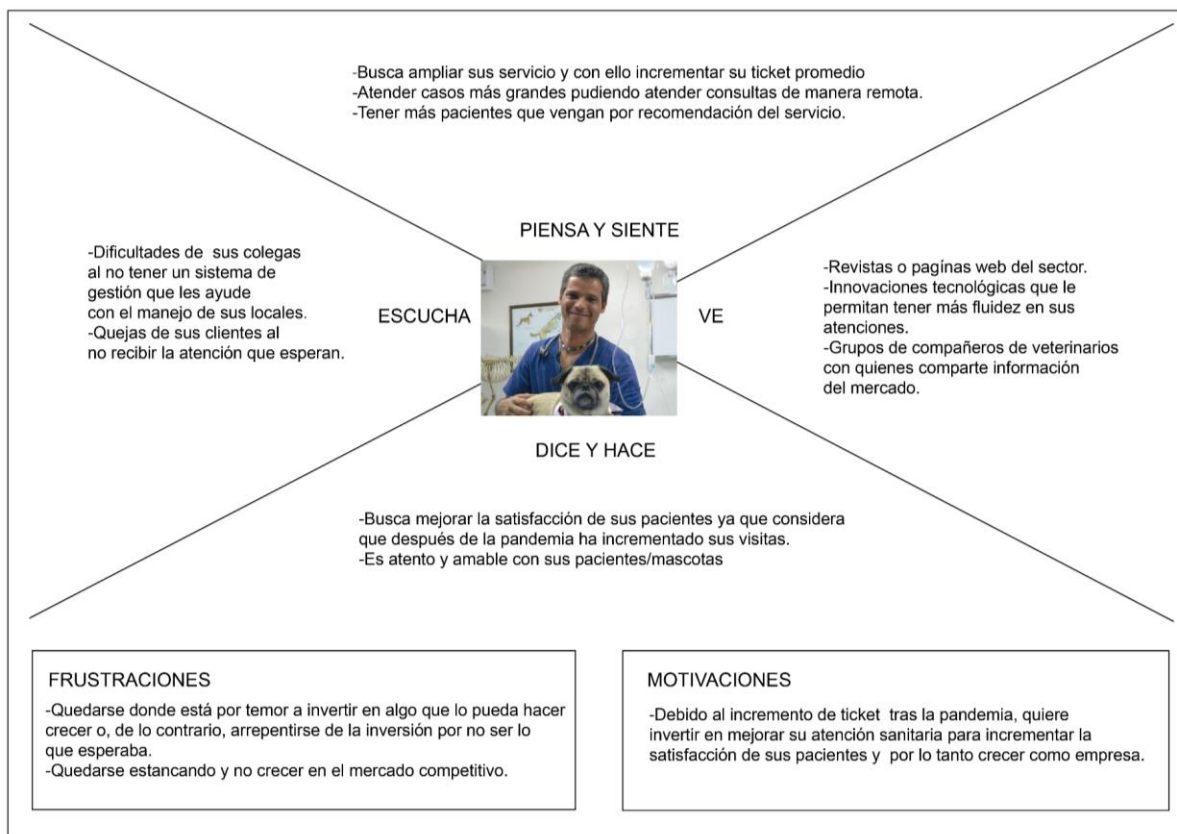 -Busca ampliar sus servicio y con ello incrementar su ticket promedio
-Atender casos más grandes pudiendo atender consultas de manera remota.
-Tener más pacientes que vengan por recomendación del servicio.
PIENSA Y SIENTE
-Dificultades de  sus colegas
al no tener un sistema de
gestión que les ayude
con el manejo de sus locales.
-Quejas de sus clientes al
no recibir la atención que esperan.
ESCUCHA
VE
-Revistas o pagínas web del sector.
-Innovaciones tecnológicas que le
permitan tener más fluidez en sus
atenciones.
-Grupos de compañeros de veterinarios
con quienes comparte información
del mercado.
DICE Y HACE
-Busca mejorar la satisfacción de sus pacientes ya que considera
que después de la pandemia ha incrementado sus visitas.
-Es atento y amable con sus pacientes/mascotas
FRUSTRACIONES
-Quedarse donde está por temor a invertir en algo que lo pueda hacer
crecer o, de lo contrario, arrepentirse de la inversión por no ser lo
que esperaba.
-Quedarse estancando y no crecer en el mercado competitivo.
MOTIVACIONES
-Debido al incremento de ticket  tras la pandemia, quiere
invertir en mejorar su atención sanitaria para incrementar la
satisfacción de sus pacientes y  por lo tanto crecer como empresa.